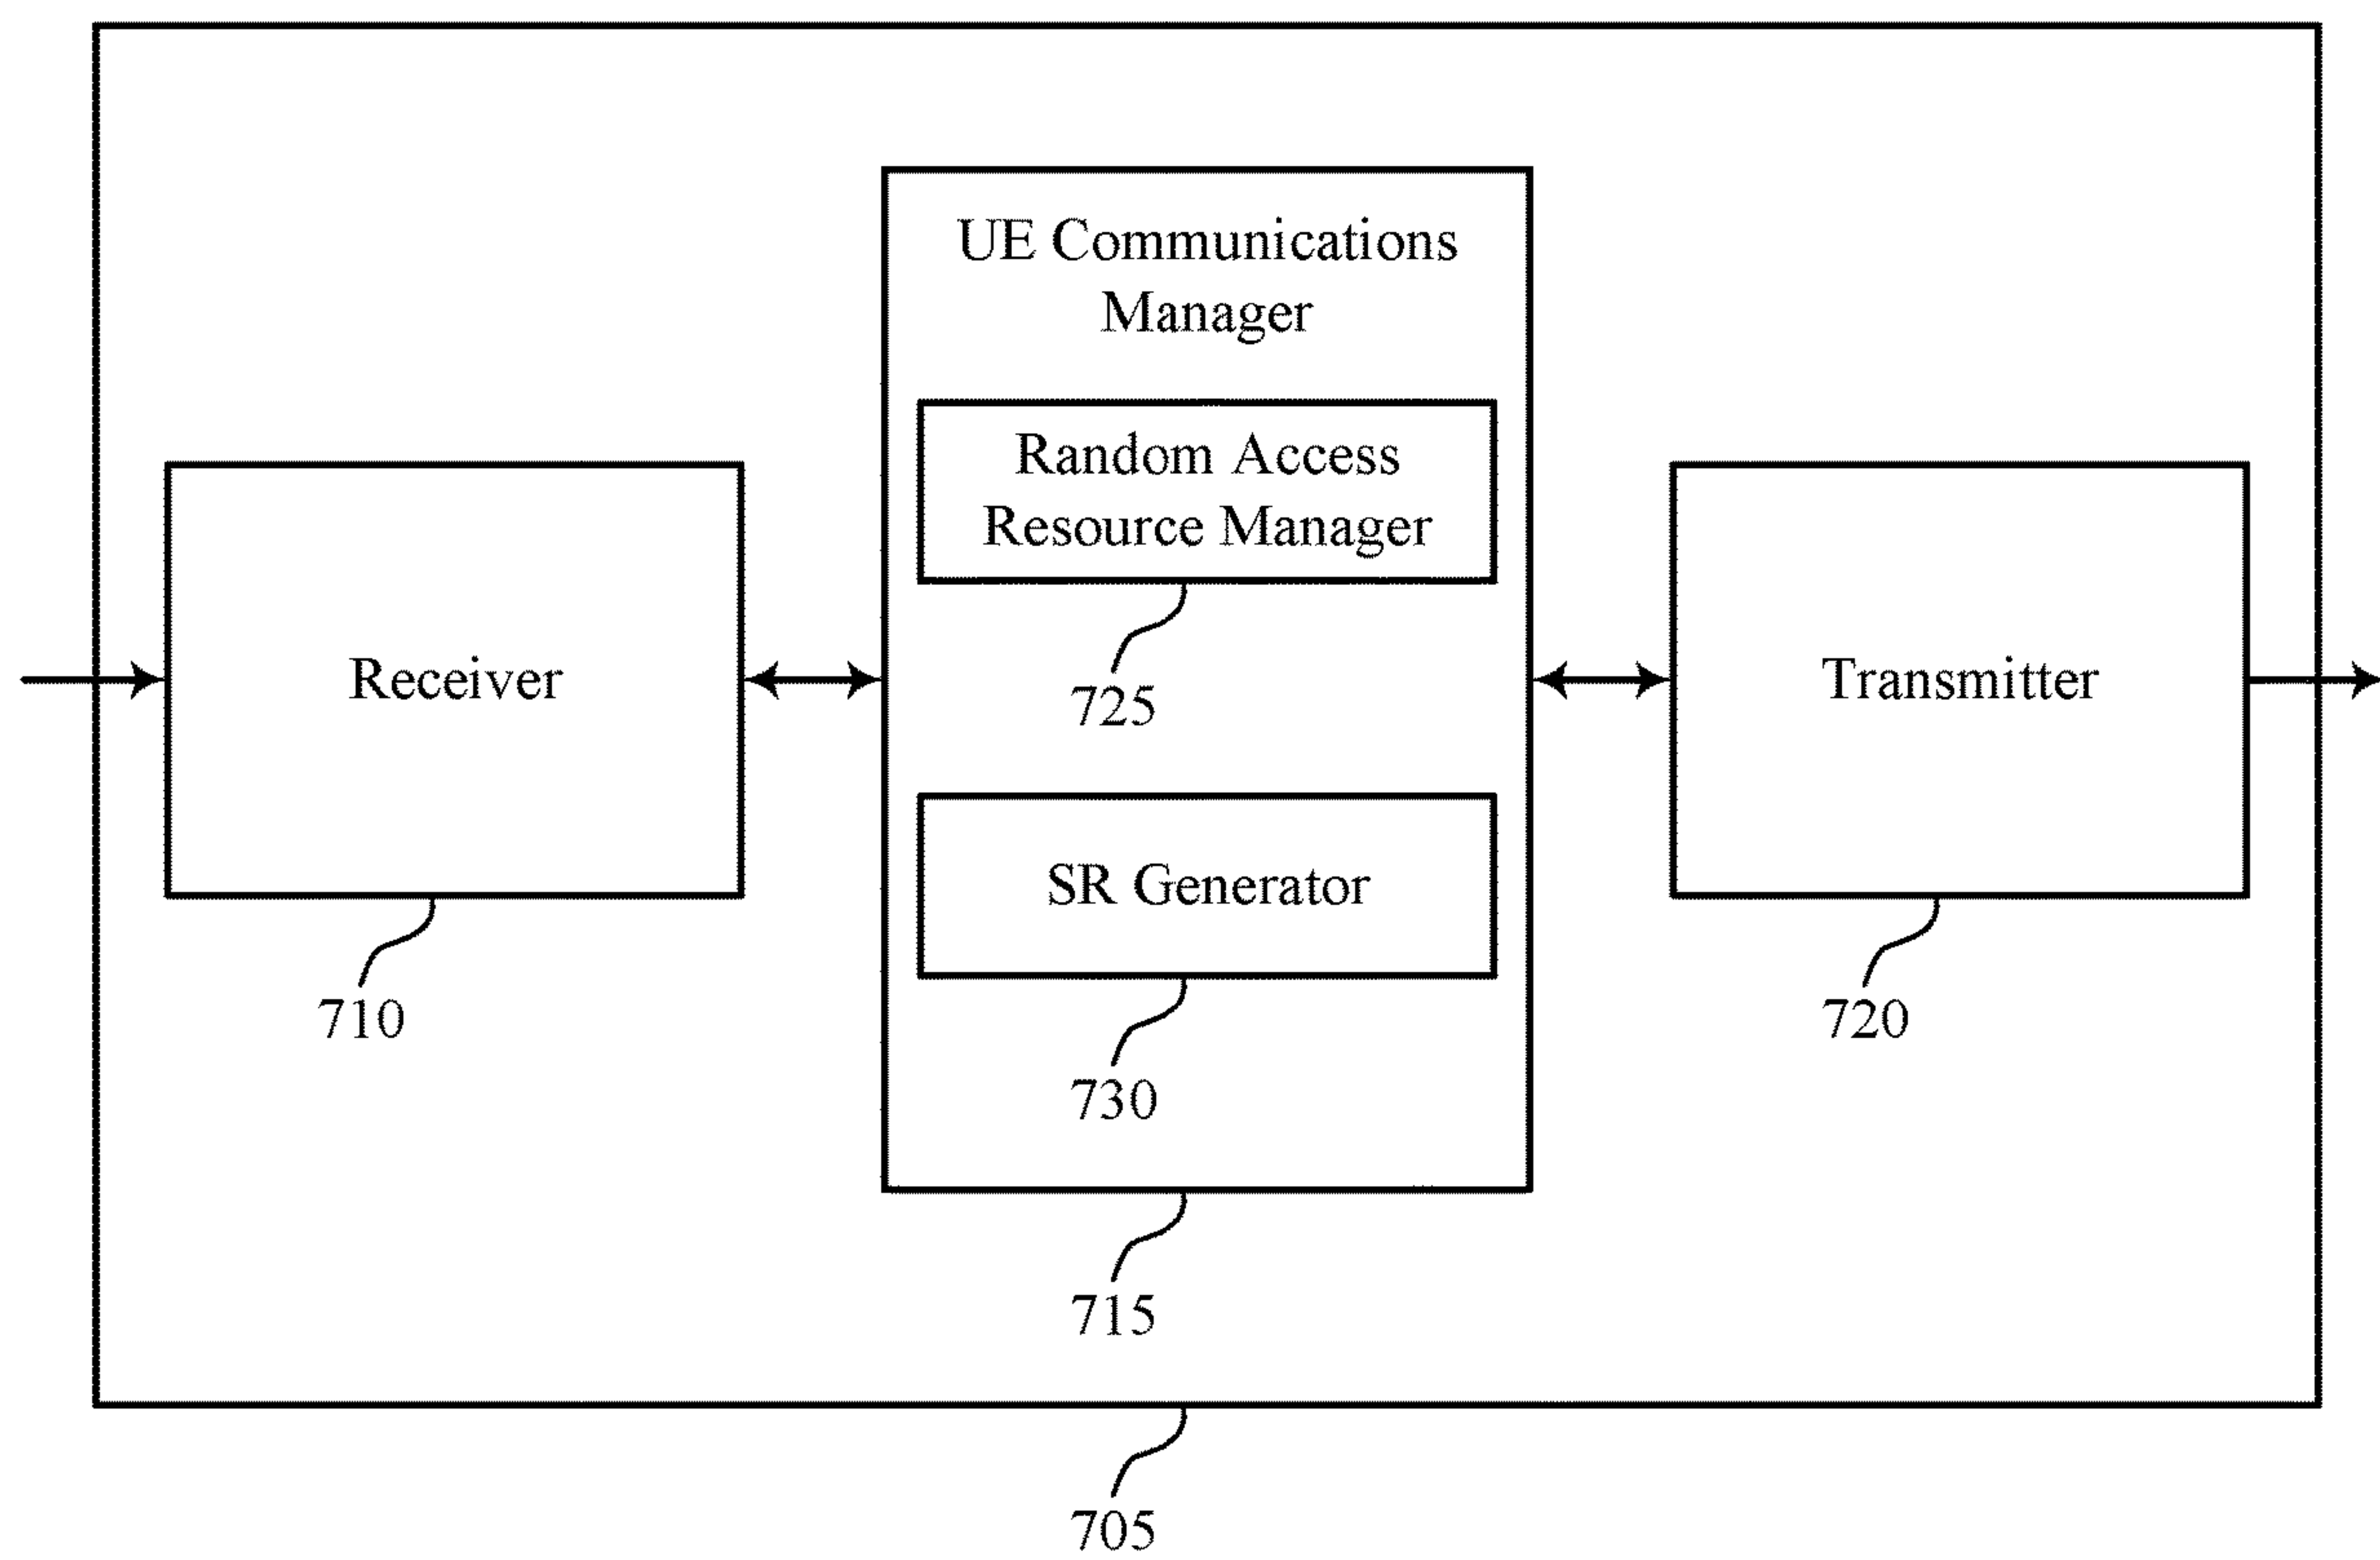 UE Communications
Manager
Random Access
Resource Manager
725
Receiver
710
SR Generator
730
Transmitter
720
715
705